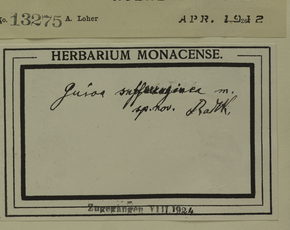 No. 13275 A. Loher APR. 1912
HERBARIUM MONACENSE.
Guioa m.
sp. nov. Radlk.
Zugegangen VIII 1924